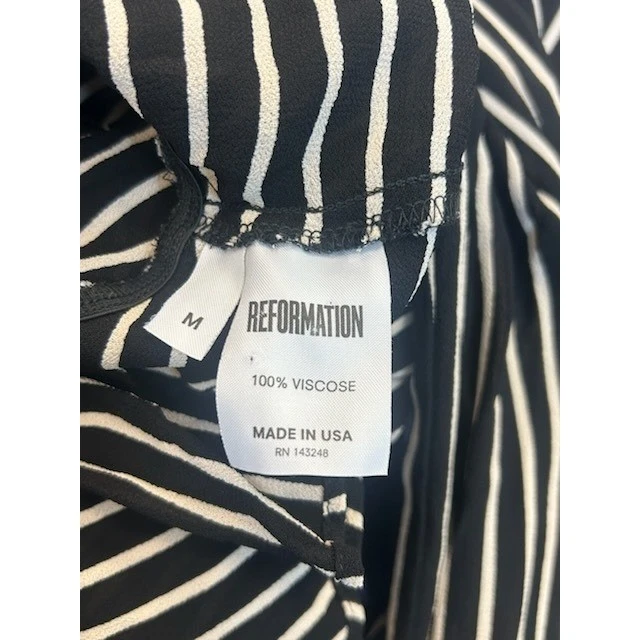 M
REFORMATION
100% VISCOSE
MADE IN USA
RN 143248